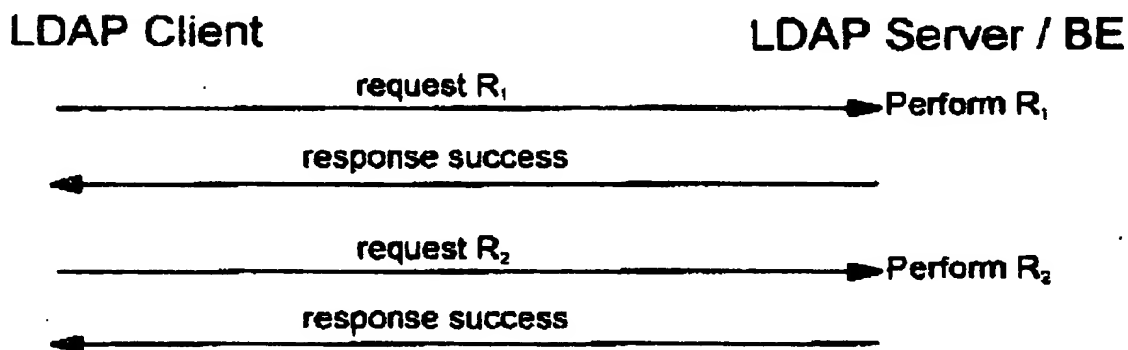 LDAP Client
LDAP Server / BE
request R₁
Perform R₁
response success
request R₂
Perform R₂
response success